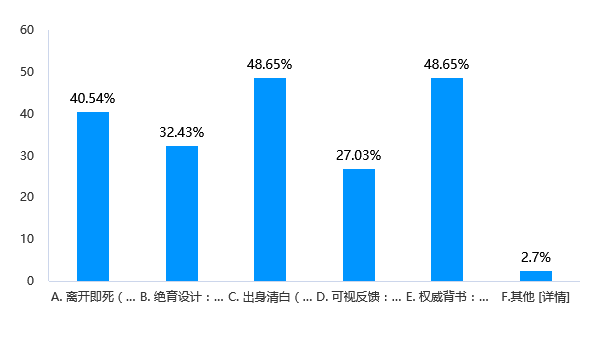 60
50
40
30
20
10
0
40.54%
32.43%
48.65%
27.03%
48.65%
2.7%
A. 离开即死（...
B. 绝育设计：...
C. 出身清白（...
D. 可视反馈：...
E. 权威背书：...
F.其他 [详情]